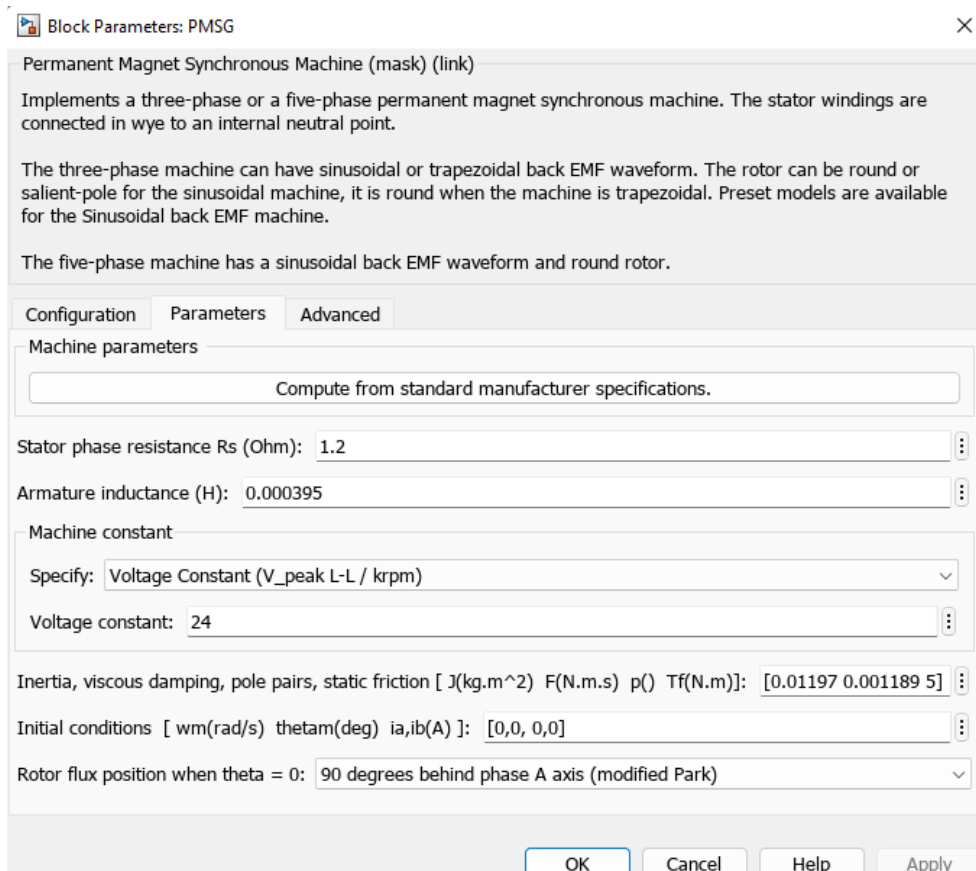 Block Parameters: PMSG
Permanent Magnet Synchronous Machine (mask) (link)
Implements a three-phase or a five-phase permanent magnet synchronous machine. The stator windings are
connected in wye to an internal neutral point.
The three-phase machine can have sinusoidal or trapezoidal back EMF waveform. The rotor can be round or
salient-pole for the sinusoidal machine, it is round when the machine is trapezoidal. Preset models are available
for the Sinusoidal back EMF machine.
The five-phase machine has a sinusoidal back EMF waveform and round rotor.
Configuration Parameters Advanced
Machine parameters
Compute from standard manufacturer specifications.
Stator phase resistance Rs (Ohm): 1.2
Armature inductance (H): 0.000395
Machine constant
Specify: Voltage Constant (V_peak L-L / krpm)
Voltage constant: 24
Inertia, viscous damping, pole pairs, static friction [ J(kg.m^2) F(N.m.s) p() Tf(N.m)]: [0.01197 0.001189 5]
Initial conditions [ wm(rad/s) thetam(deg) ia,ib(A) ]: [0,0, 0,0]
Rotor flux position when theta = 0: 90 degrees behind phase A axis (modified Park)
OK Cancel Help Apply